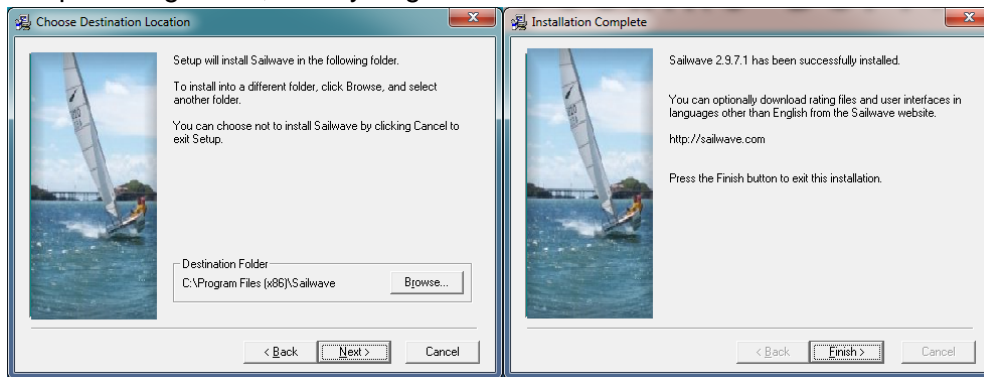 Choose Destination Location
Setup will install Sailwave in the following folder.
To install into a different folder, click Browse, and select
another folder.
You can choose not to install Sailwave by clicking Cancel to
exit Setup.
Destination Folder
C:\Program Files (x86)\Sailwave
Browse...
< Back
Next >
Cancel
Installation Complete
Sailwave 2.9.7.1 has been successfully installed.
You can optionally download rating files and user interfaces in
languages other than English from the Sailwave website.
http://sailwave.com
Press the Finish button to exit this installation.
< Back
Finish >
Cancel